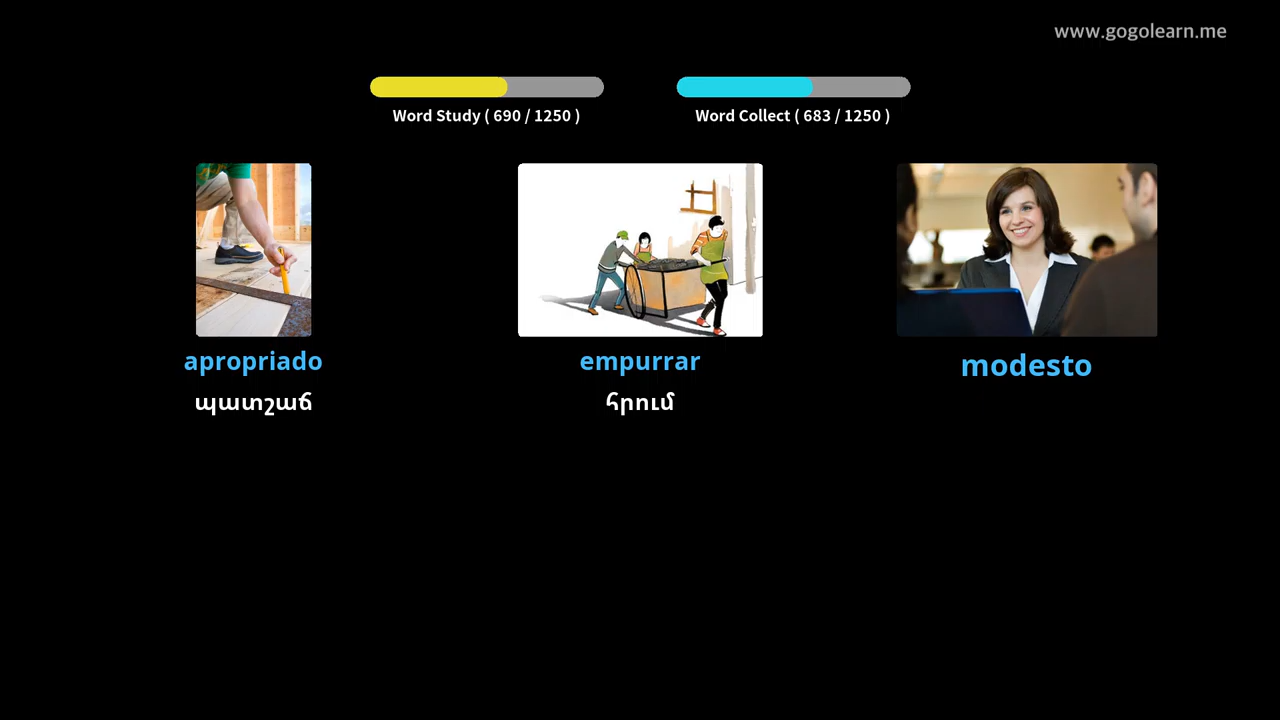 www.gogolearn.me
Word Study ( 690 / 1250 )
Word Collect ( 683 / 1250 )
apropriado
պատշաճ
empurrar
հրում
modesto